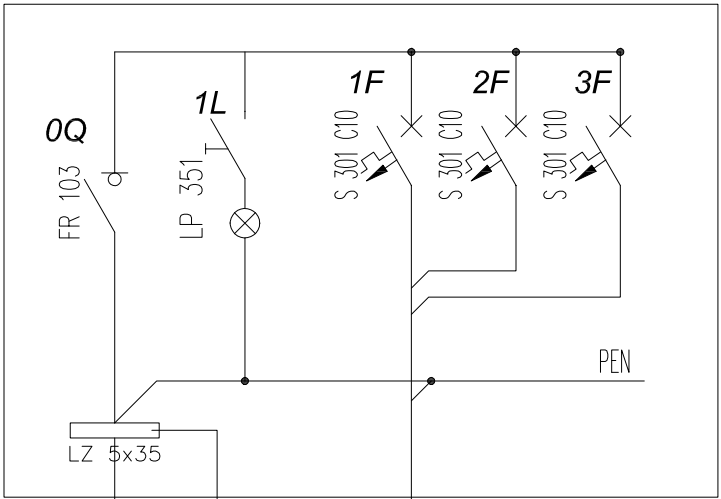 0Q
FR 103
1L
LP 351
1F
S 301 C10
2F
S 301 C10
3F
S 301 C10
PEN
LZ 5x35